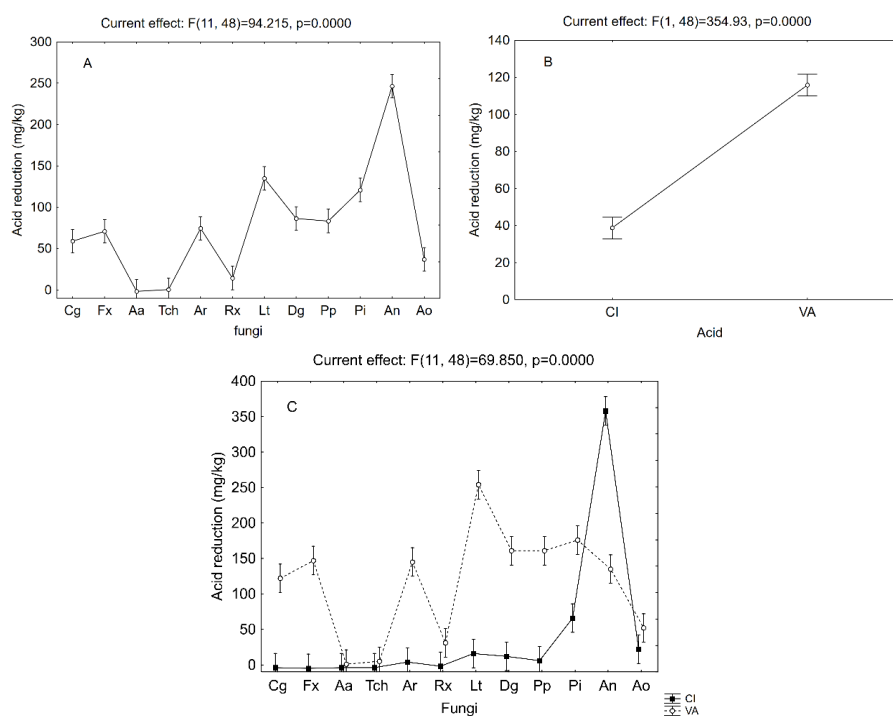 Current effect: F(11, 48)=94.215, p=0.0000
A
Acid reduction (mg/kg)
300
250
200
150
100
50
0
Cg Fx Aa Tch Ar Rx Lt Dg Pp Pi An Ao
fungi
Current effect: F(1, 48)=354.93, p=0.0000
B
Acid reduction (mg/kg)
140
120
100
80
60
40
20
0
CI VA
Acid
Current effect: F(11, 48)=69.850, p=0.0000
C
Acid reduction (mg/kg)
400
350
300
250
200
150
100
50
0
Cg Fx Aa Tch Ar Rx Lt Dg Pp Pi An Ao
Fungi
CI
VA